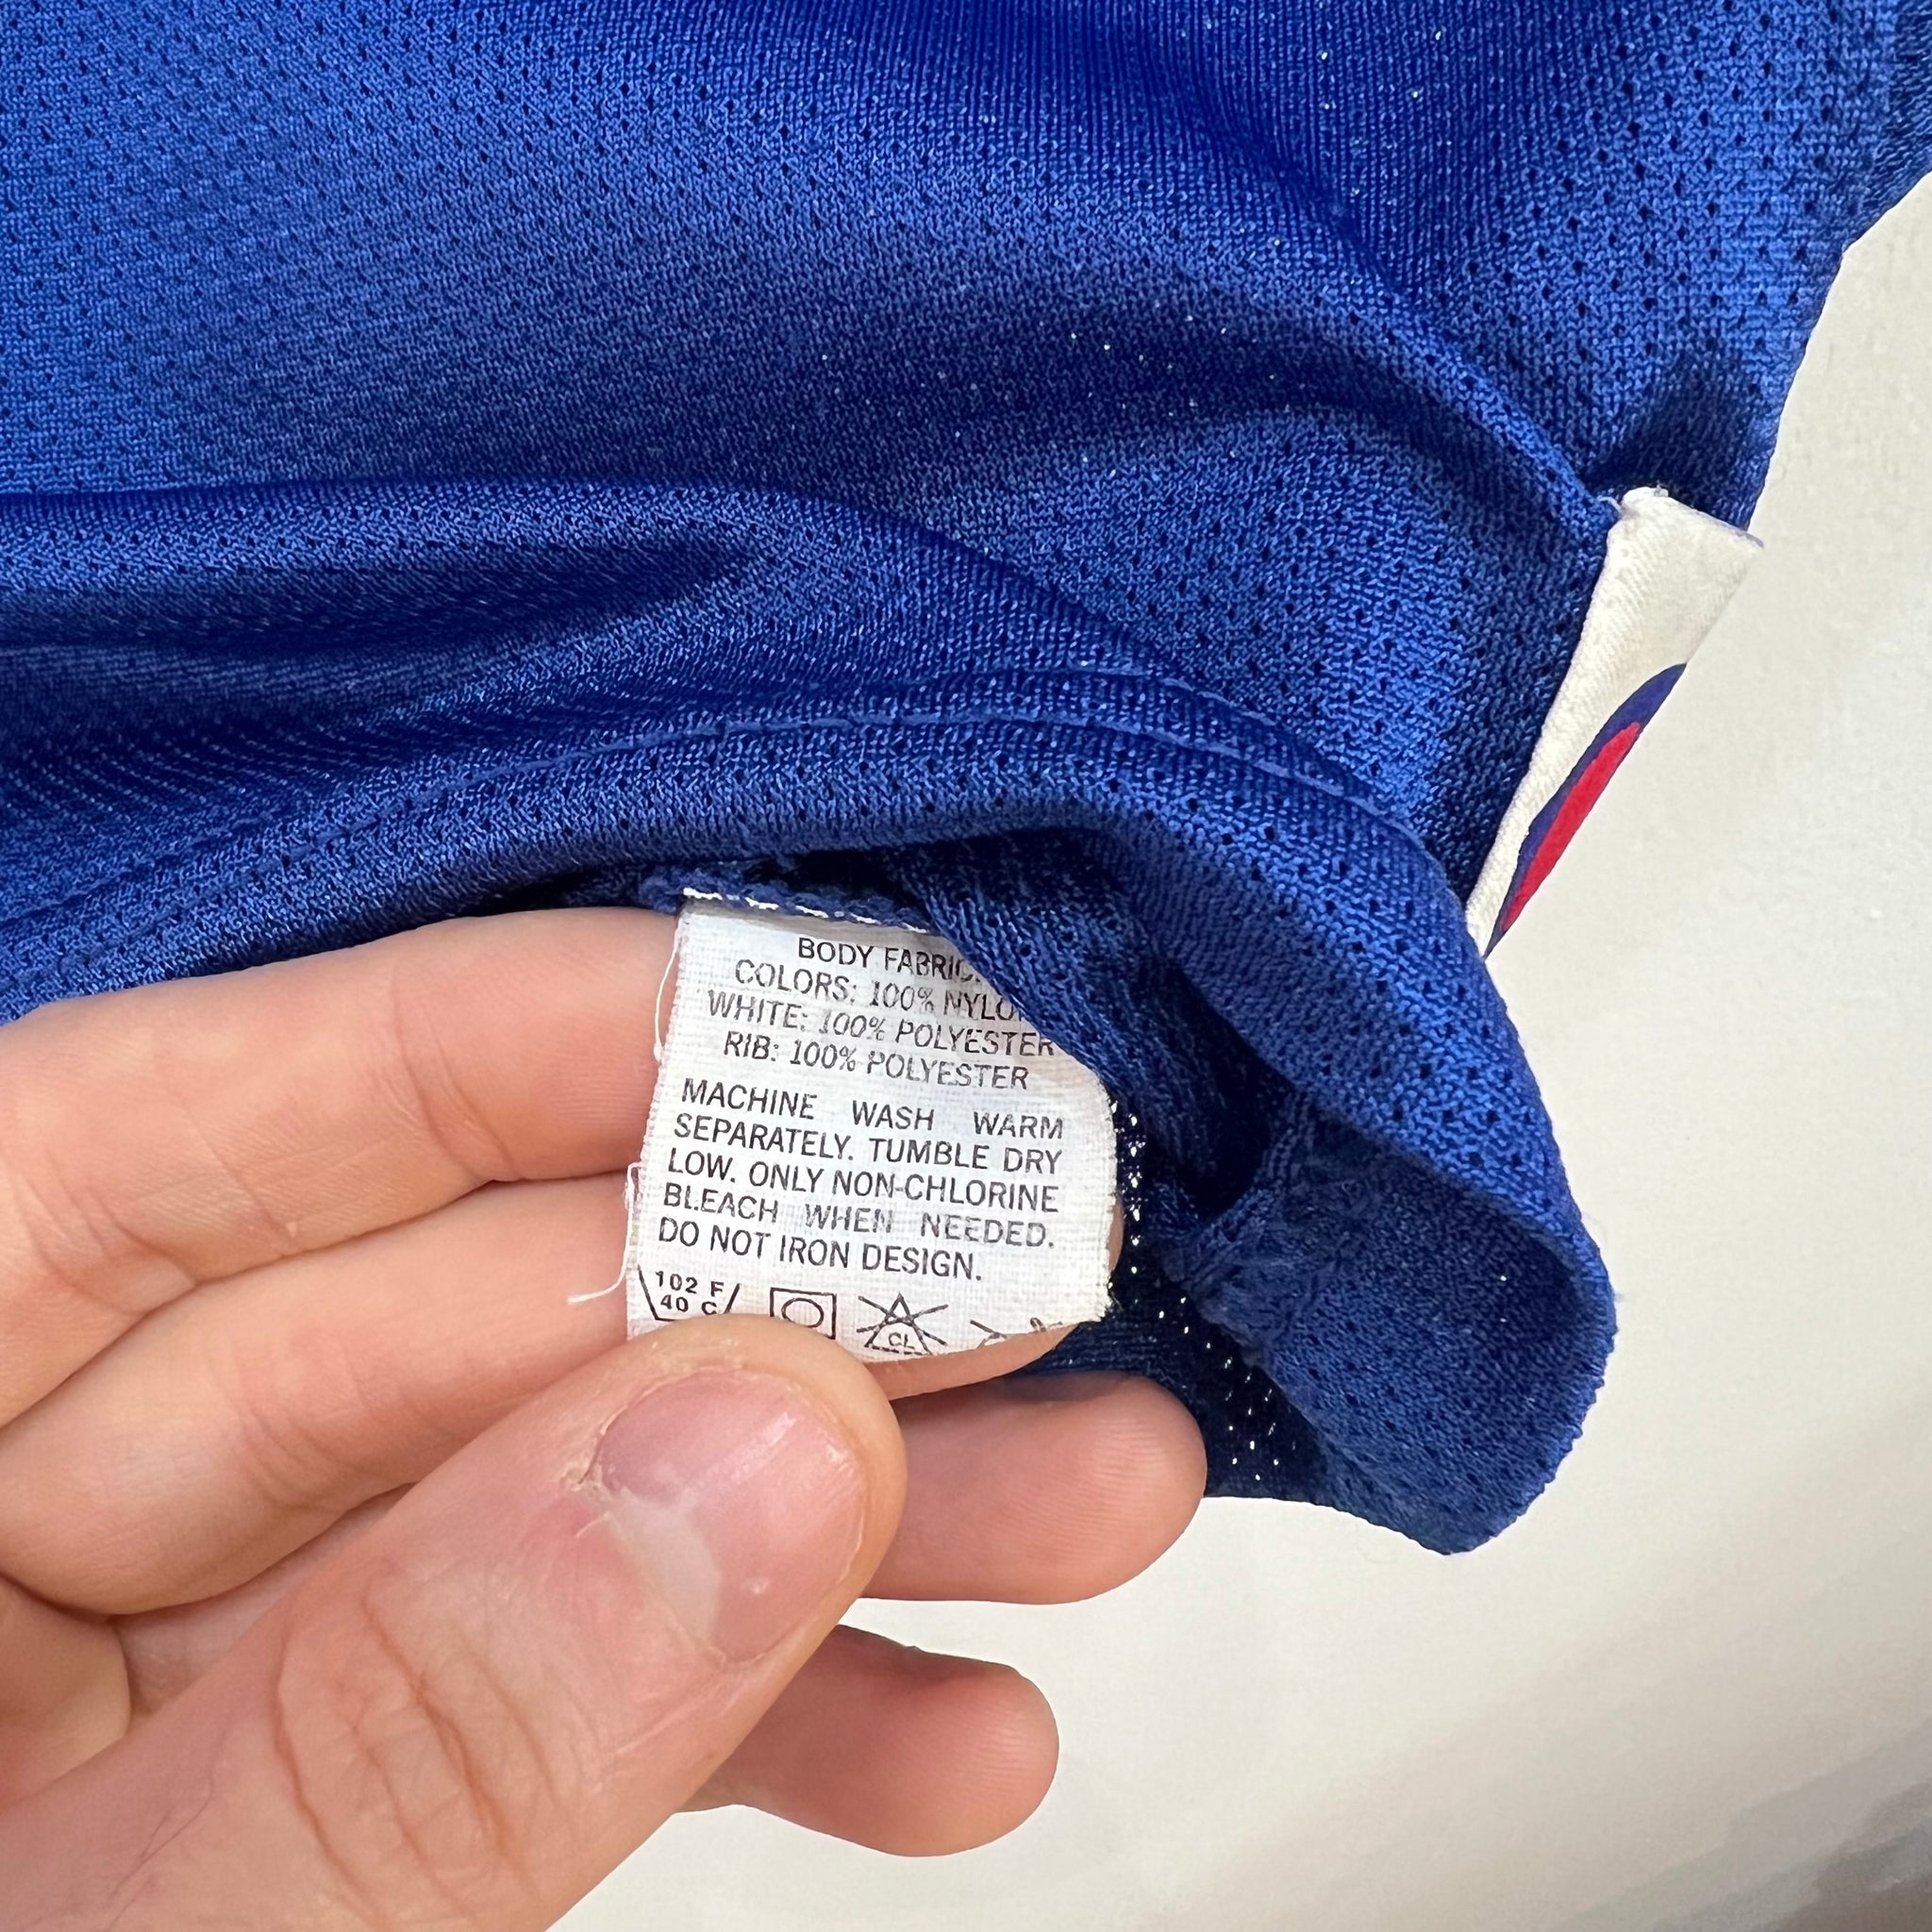 BODY FABRIC
COLORS: 100% NYLO
WHITE: 100% POLYESTER
RIB: 100% POLYESTER
MACHINE WASH WARM
SEPARATELY. TUMBLE DRY
LOW. ONLY NON-CHLORINE
BLEACH WHEN NEEDED.
DO NOT IRON DESIGN.
102 F
40 C
CL